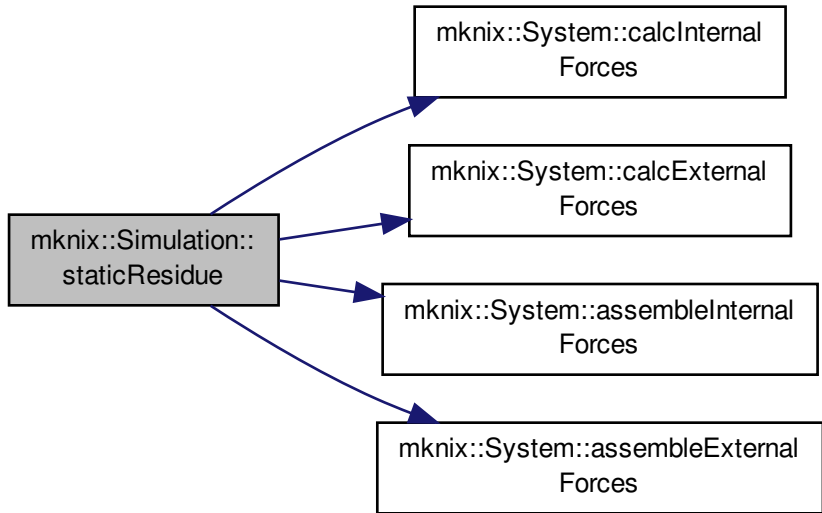 mknix::System::calcInternal
Forces
mknix::System::calcExternal
Forces
mknix::Simulation::
staticResidue
mknix::System::assembleInternal
Forces
mknix::System::assembleExternal
Forces